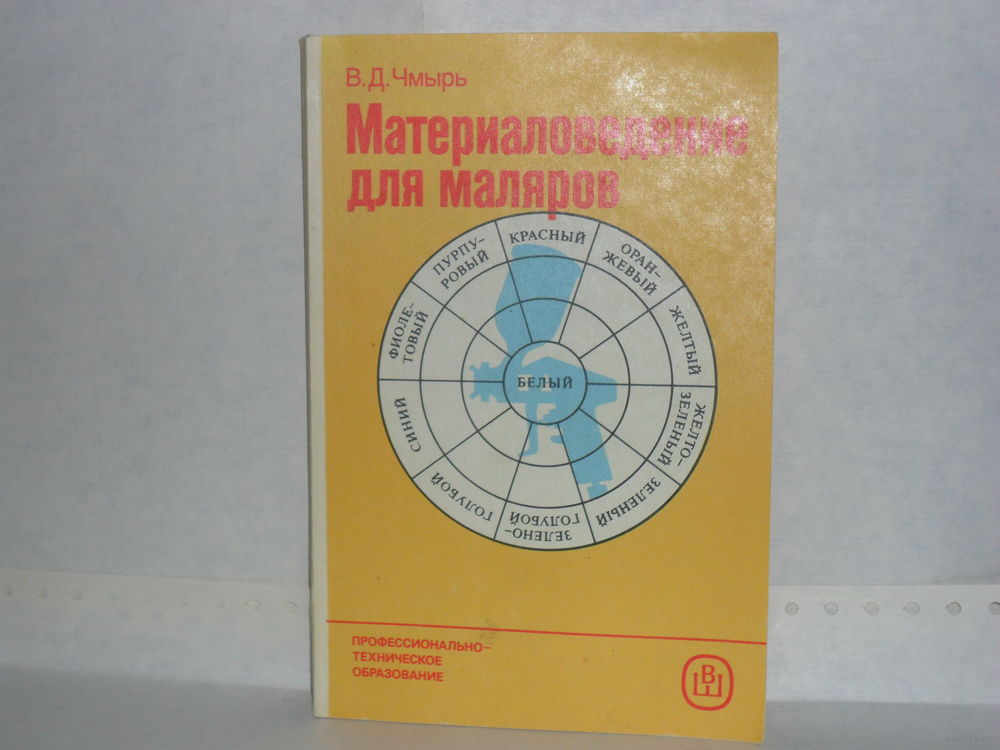 В.Д.Чмырь
Материаловедение
для маляров
КРАСНЫЙ
ОРАН-
ЖЕВЫЙ
ЖЕЛТЫЙ
ЖЕЛТО-
ЗЕЛЕНЫЙ
ЗЕЛЕНЫЙ
ЗЕЛЕНО-
ГОЛУБОЙ
ГОЛУБОЙ
СИНИЙ
ФИОЛЕ-
ТОВЫЙ
ПУРПУ-
РОВЫЙ
БЕЛЫЙ
ПРОФЕССИОНАЛЬНО-
ТЕХНИЧЕСКОЕ
ОБРАЗОВАНИЕ
ВШ